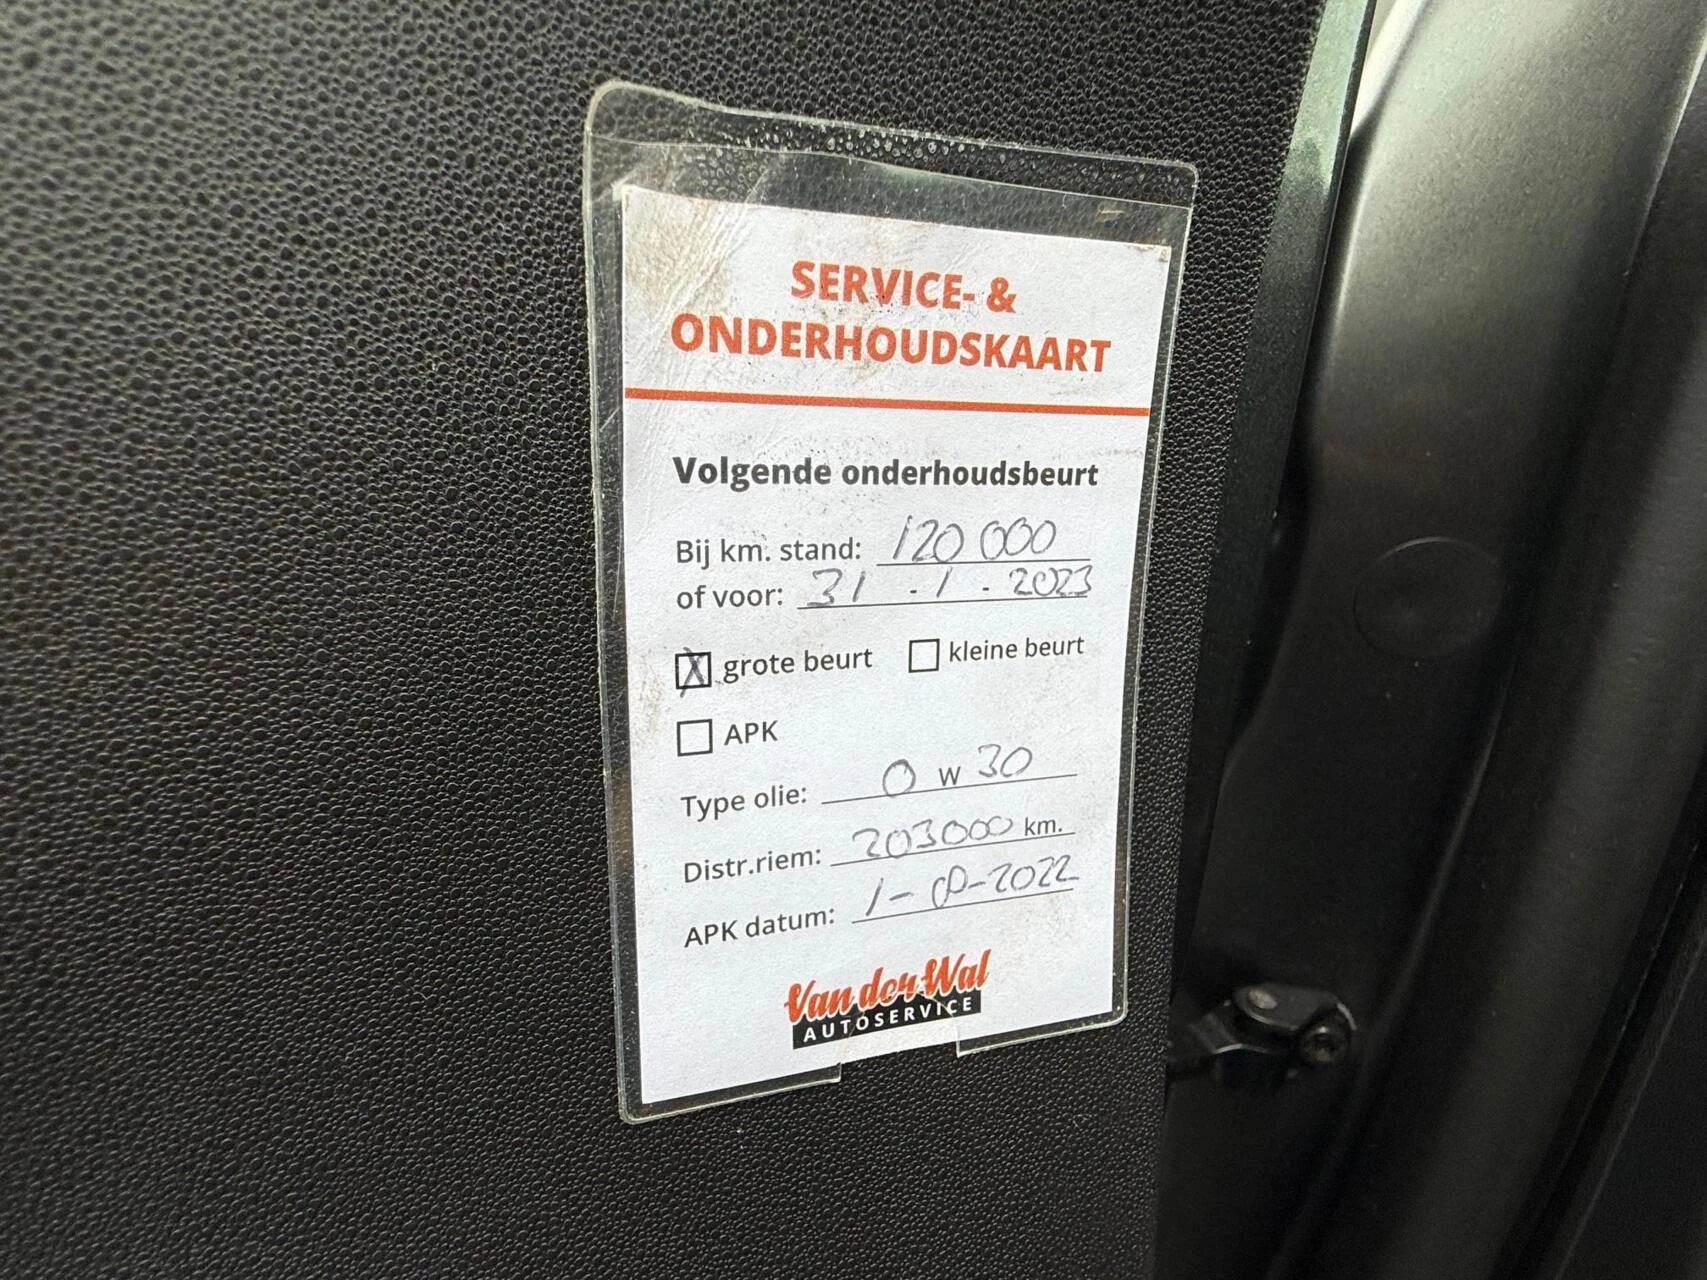 SERVICE- &
ONDERHOUDSKAART
Volgende onderhoudsbeurt
Bij km. stand: 120 000
of voor: 31 - 1 - 2023
X grote beurt kleine beurt
APK
Type olie: 0 W 30
Distr.riem: 203000 km.
APK datum: 1-8-2022
Van der Wal
AUTOSERVICE